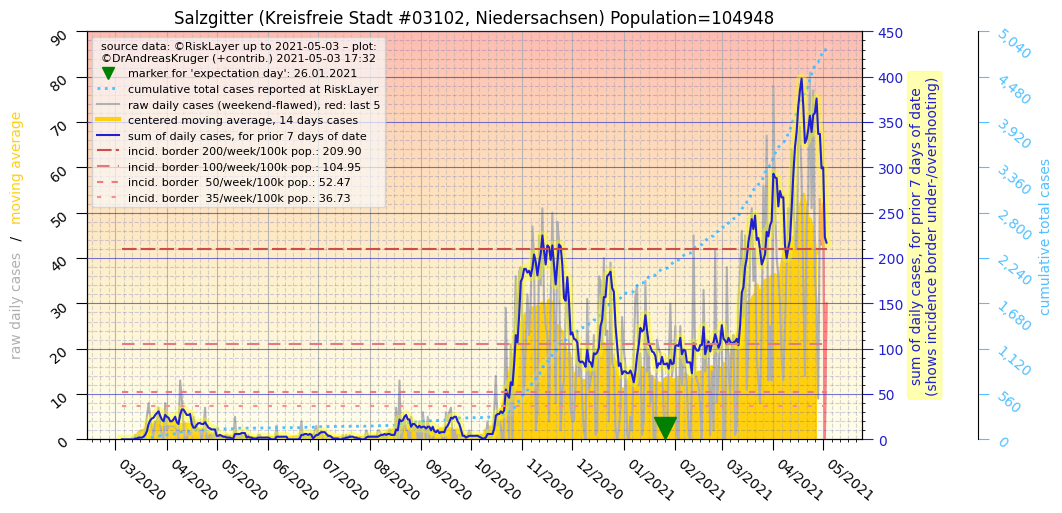 Salzgitter (Kreisfreie Stadt #03102, Niedersachsen) Population=104948
source data: ©RiskLayer up to 2021-05-03 – plot:
©DrAndreasKruger (+contrib.) 2021-05-03 17:32
marker for 'expectation day': 26.01.2021
cumulative total cases reported at RiskLayer
raw daily cases (weekend-flawed), red: last 5
centered moving average, 14 days cases
sum of daily cases, for prior 7 days of date
incid. border 200/week/100k pop.: 209.90
incid. border 100/week/100k pop.: 104.95
incid. border  50/week/100k pop.: 52.47
incid. border  35/week/100k pop.: 36.73
raw daily cases / moving average
90
80
70
60
50
40
30
20
10
0
03/2020
04/2020
05/2020
06/2020
07/2020
08/2020
09/2020
10/2020
11/2020
12/2020
01/2021
02/2021
03/2021
04/2021
05/2021
450
400
350
300
250
200
150
100
50
0
sum of daily cases, for prior 7 days of date
(shows incidence border under-/overshooting)
5,040
4,480
3,920
3,360
2,800
2,240
1,680
1,120
560
0
cumulative total cases